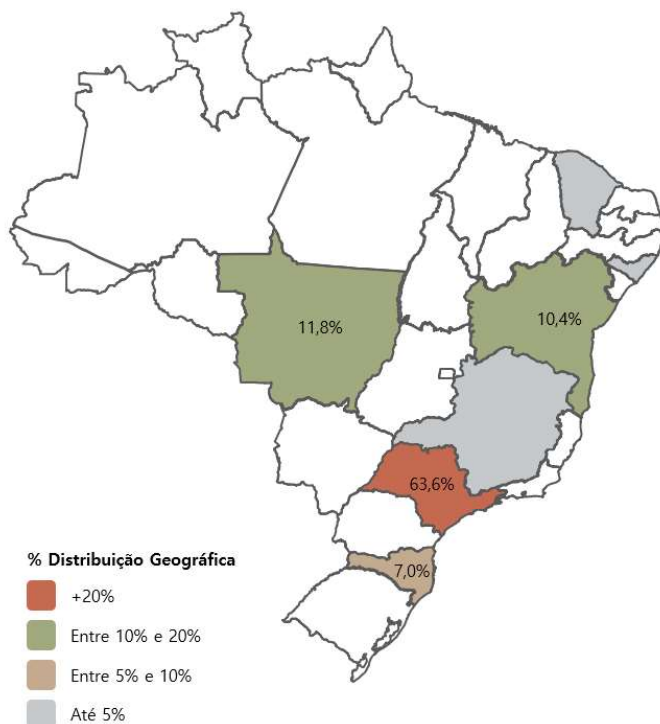 11,8%
10,4%
63,6%
7,0%
% Distribuição Geográfica
+20%
Entre 10% e 20%
Entre 5% e 10%
Até 5%